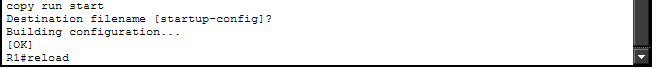 copy run start
Destination filename [startup-config]?
Building configuration...
[OK]
R1#reload